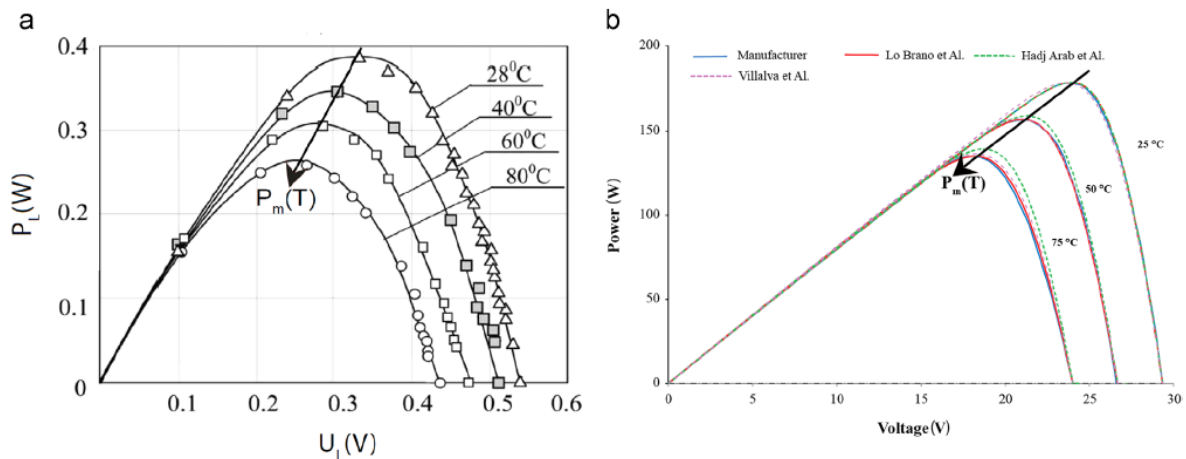 a
0.4
0.3
0.2
0.1
0
0.1
0.2
0.3
0.4
0.5
0.6
P_L(W)
U_L(V)
28⁰C
40⁰C
60⁰C
80⁰C
P_m(T)
b
200
150
100
50
0
0
5
10
15
20
25
30
Power (W)
Voltage (V)
Manufacturer
Lo Brano et Al.
Hadj Arab et Al.
Villalva et Al.
25 °C
50 °C
75 °C
P_m(T)